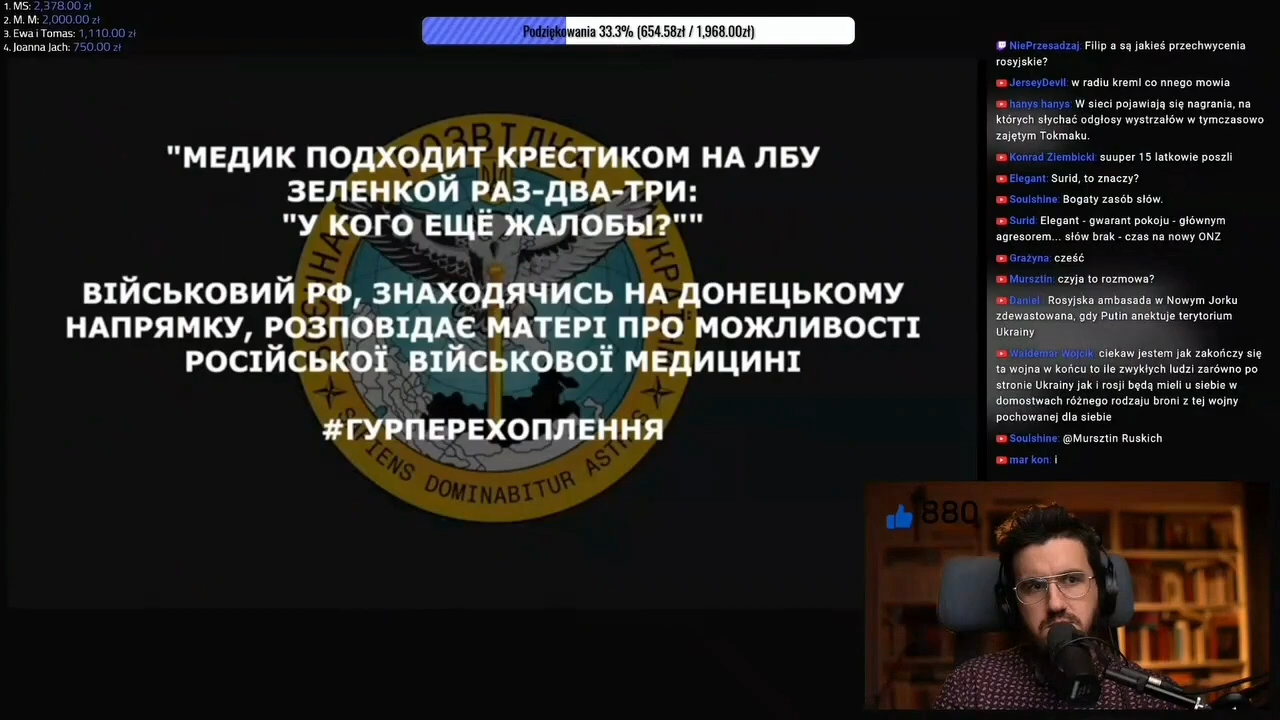 1. MS: 2,378.00 zł
2. M. M: 2,000.00 zł
3. Ewa i Tomas: 1,110.00 zł
4. Joanna Jach: 750.00 zł
Podziękowania 33.3% (654.58zł / 1,968.00zł)
"МЕДИК ПОДХОДИТ КРЕСТИКОМ НА ЛБУ
ЗЕЛЕНКОЙ РАЗ-ДВА-ТРИ:
"У КОГО ЕЩЁ ЖАЛОБЫ?""
ВІЙСЬКОВИЙ РФ, ЗНАХОДЯЧИСЬ НА ДОНЕЦЬКОМУ
НАПРЯМКУ, РОЗПОВІДАЄ МАТЕРІ ПРО МОЖЛИВОСТІ
РОСІЙСЬКОЇ ВІЙСЬКОВОЇ МЕДИЦИНІ
#ГУРПЕРЕХОПЛЕННЯ
SAPIENS DOMINABITUR ASTRIS
NiePrzesadzaj: Filip a są jakieś przechwycenia
rosyjskie?
JerseyDevil: w radiu kreml co nnego mowia
hanys hanys: W sieci pojawiają się nagrania, na
których słychać odgłosy wystrzałów w tymczasowo
zajętym Tokmaku.
Konrad Ziembicki: suuper 15 latkowie poszli
Elegant: Surid, to znaczy?
Soulshine: Bogaty zasób słów.
Surid: Elegant - gwarant pokoju - głównym
agresorem... słów brak - czas na nowy ONZ
Grażyna: cześć
Mursztin: czyja to rozmowa?
Daniel: Rosyjska ambasada w Nowym Jorku
zdewastowana, gdy Putin anektuje terytorium
Ukrainy
Waldemar Wójcik: ciekaw jestem jak zakończy się
ta wojna w końcu to ile zwykłych ludzi zarówno po
stronie Ukrainy jak i rosji będą mieli u siebie w
domostwach różnego rodzaju broni z tej wojny
pochowanej dla siebie
Soulshine: @Mursztin Ruskich
mar kon: i
880